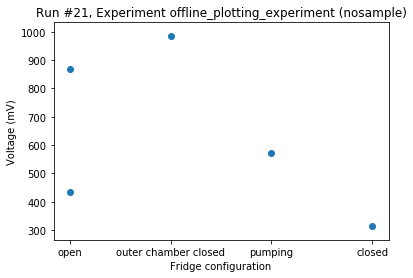 Run #21, Experiment offline_plotting_experiment (nosample)
1000
900
800
700
600
500
400
300
Voltage (mV)
open outer chamber closed pumping closed
Fridge configuration